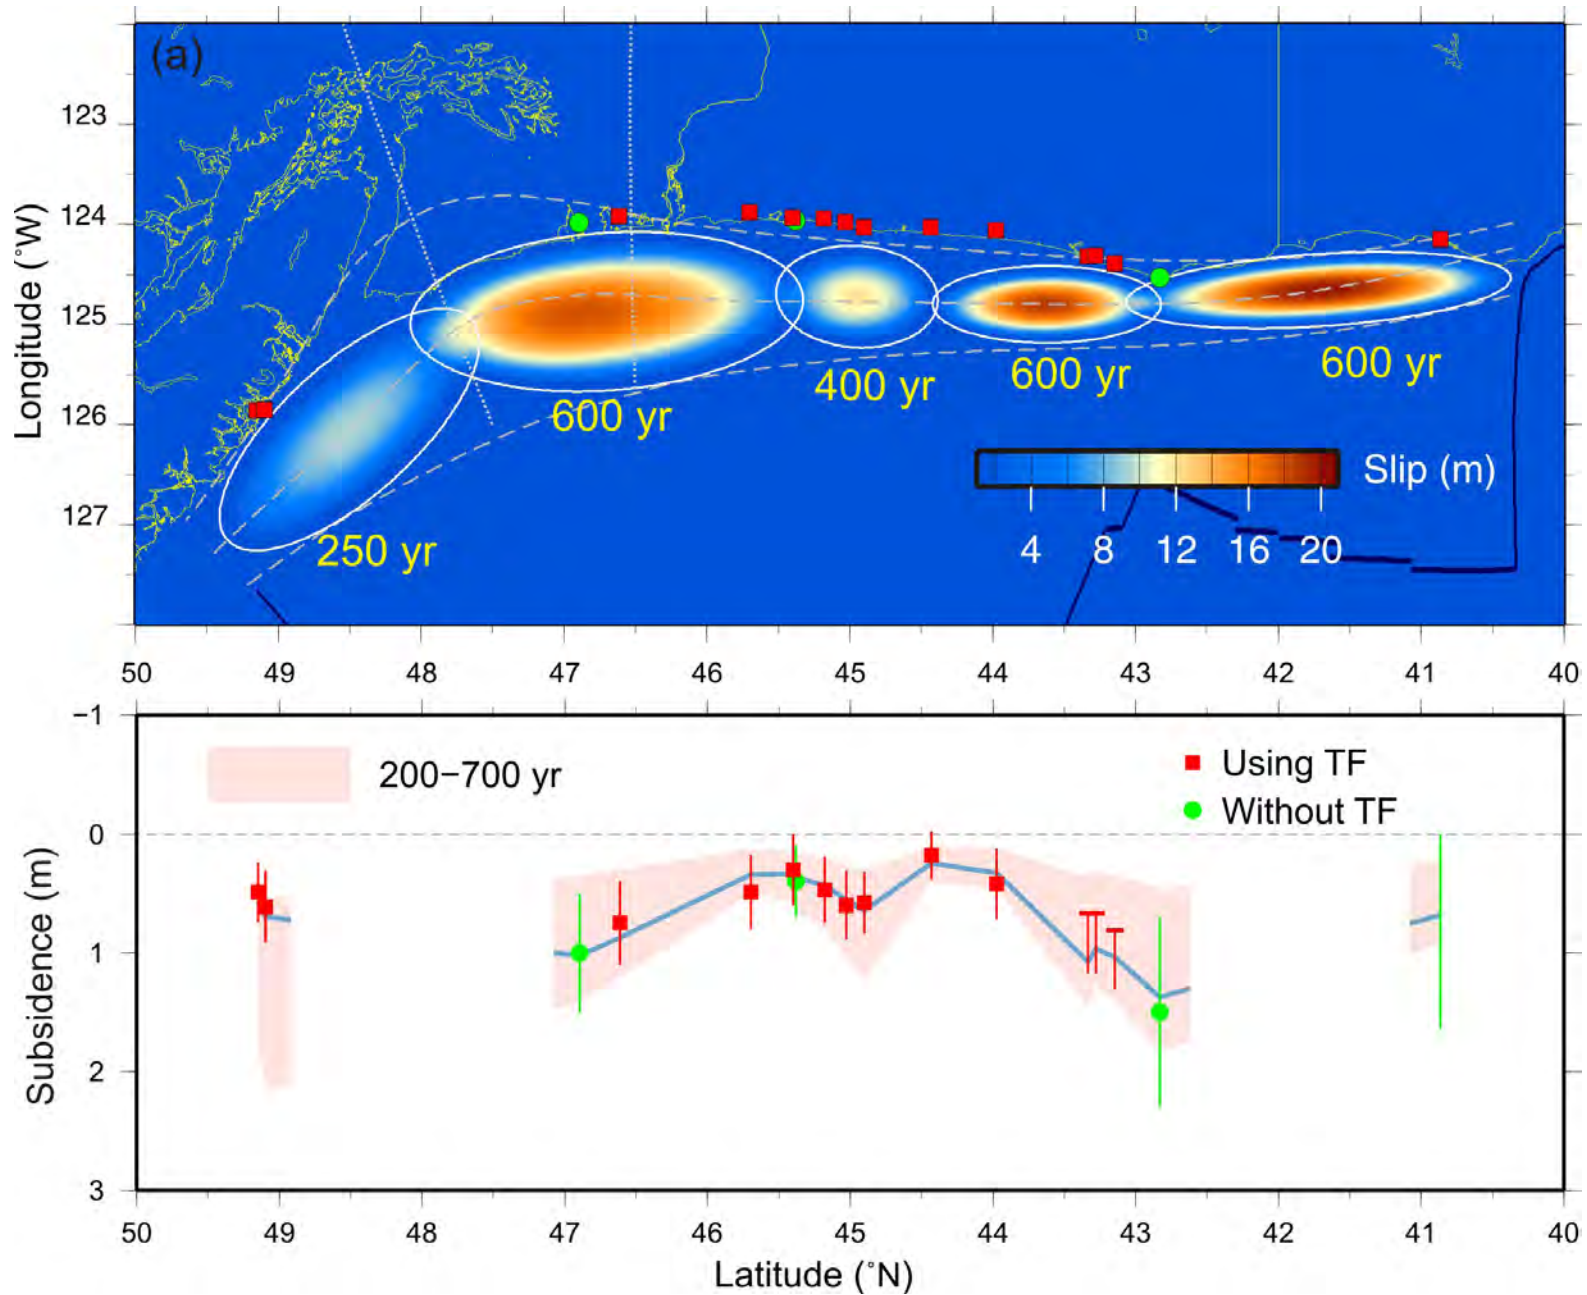 (a)
Longitude (˚W)
123
124
125
126
127
250 yr
600 yr
400 yr
600 yr
600 yr
Slip (m)
4 8 12 16 20
50 49 48 47 46 45 44 43 42 41 40
Subsidence (m)
−1
0
1
2
3
200−700 yr
Using TF
Without TF
50 49 48 47 46 45 44 43 42 41 40
Latitude (˚N)